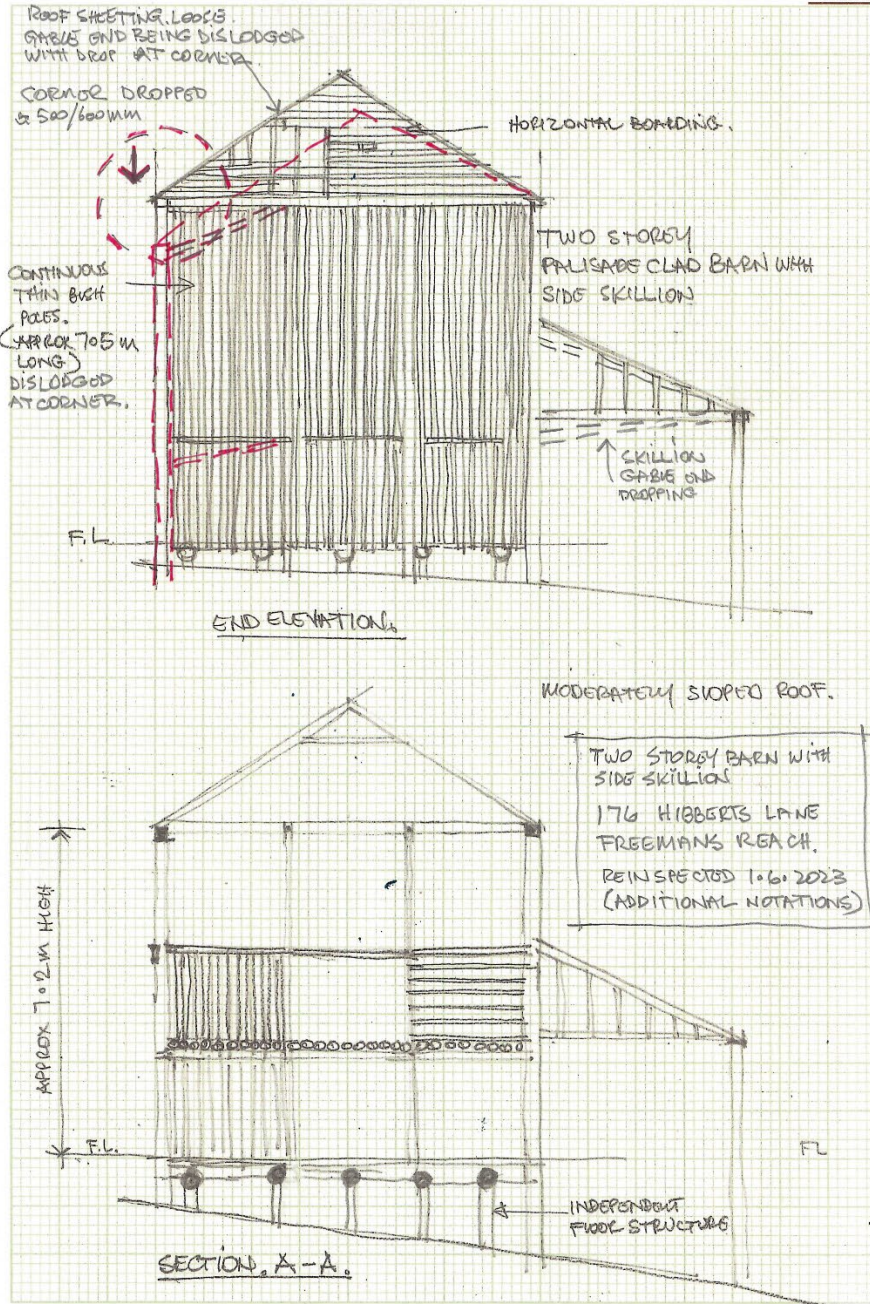 ROOF SHEETING. LOOSE
GABLE END BEING DISLODGED
WITH DROP AT CORNER
CORNER DROPPED
500/600mm
HORIZONTAL BOARDING.
TWO STOREY
PALISADE CLAD BARN WITH
SIDE SKILLION
CONTINUOUS
THIN BUSH
POLES.
(APPROX 7.5 m
LONG)
DISLODGED
AT CORNER.
SKILLION
GABLE END
DROPPING
F.L.
END ELEVATION.
MODERATELY SLOPED ROOF.
TWO STOREY BARN WITH
SIDE SKILLION
176 HIBBERTS LANE
FREEMANS REACH.
REINSPECTED 1.6.2023
(ADDITIONAL NOTATIONS)
APPROX 7.2m HIGH
F.L.
FL
INDEPENDENT
FLOOR STRUCTURE
SECTION. A-A.